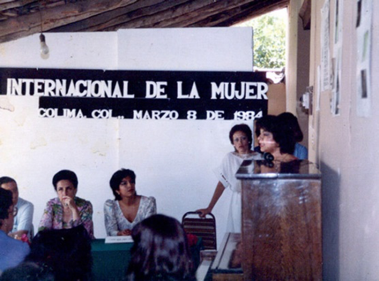 INTERNACIONAL DE LA MUJER
COLIMA, COL., MARZO 8 DE 1984